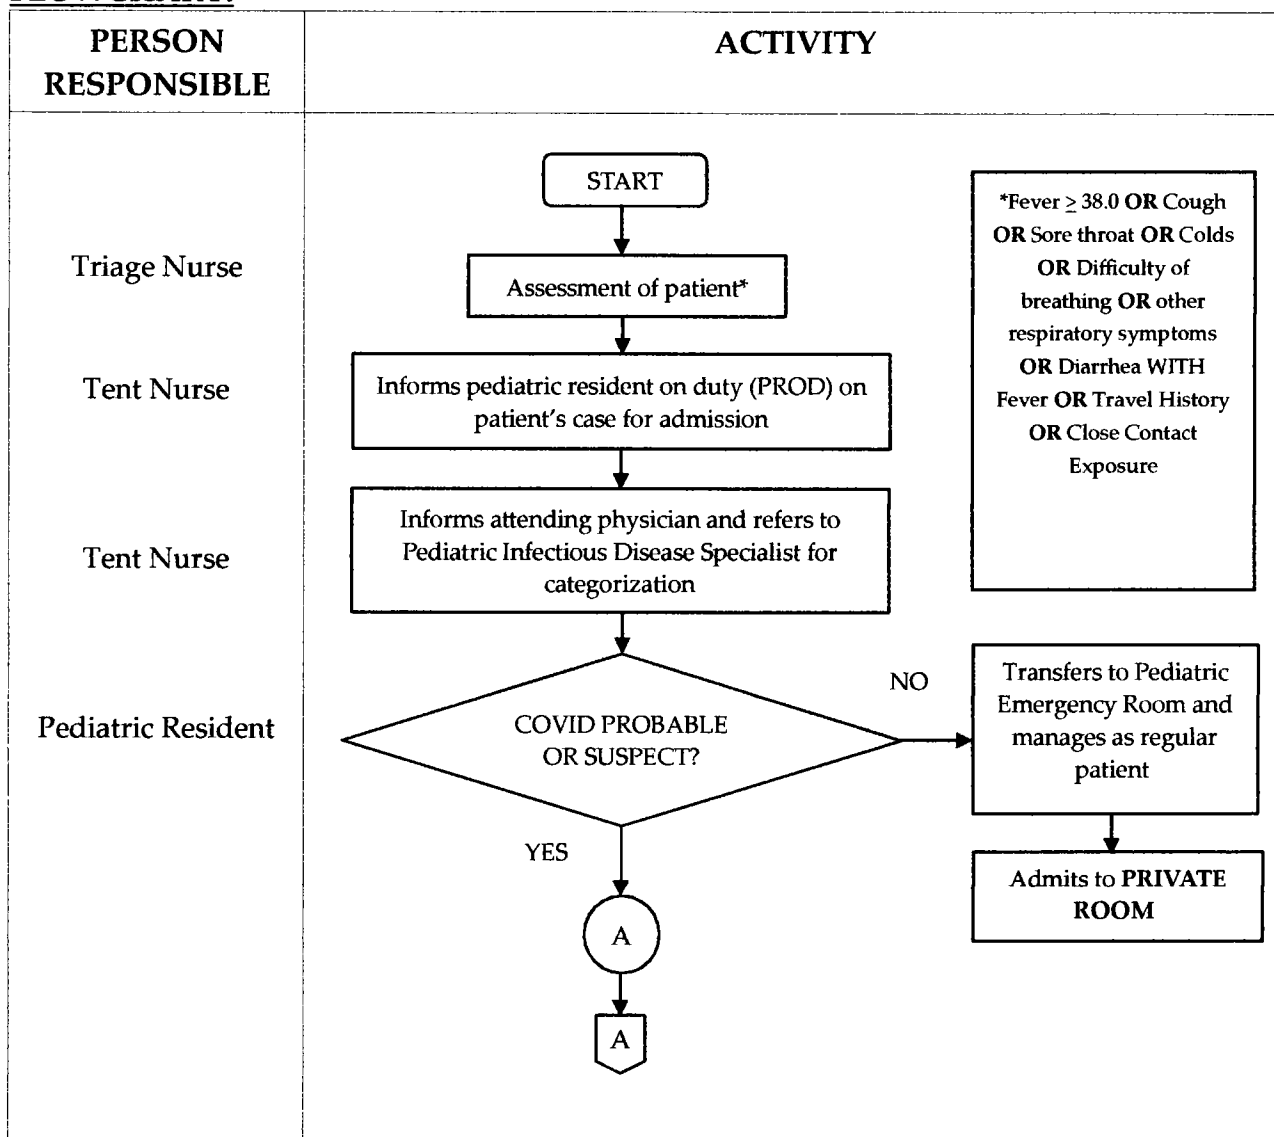 PERSON
RESPONSIBLE
ACTIVITY
START
Triage Nurse
Assessment of patient*
*Fever ≥ 38.0 OR Cough
OR Sore throat OR Colds
OR Difficulty of
breathing OR other
respiratory symptoms
OR Diarrhea WITH
Fever OR Travel History
OR Close Contact
Exposure
Tent Nurse
Informs pediatric resident on duty (PROD) on
patient's case for admission
Tent Nurse
Informs attending physician and refers to
Pediatric Infectious Disease Specialist for
categorization
Pediatric Resident
COVID PROBABLE
OR SUSPECT?
NO
Transfers to Pediatric
Emergency Room and
manages as regular
patient
YES
Admits to PRIVATE
ROOM
A
A